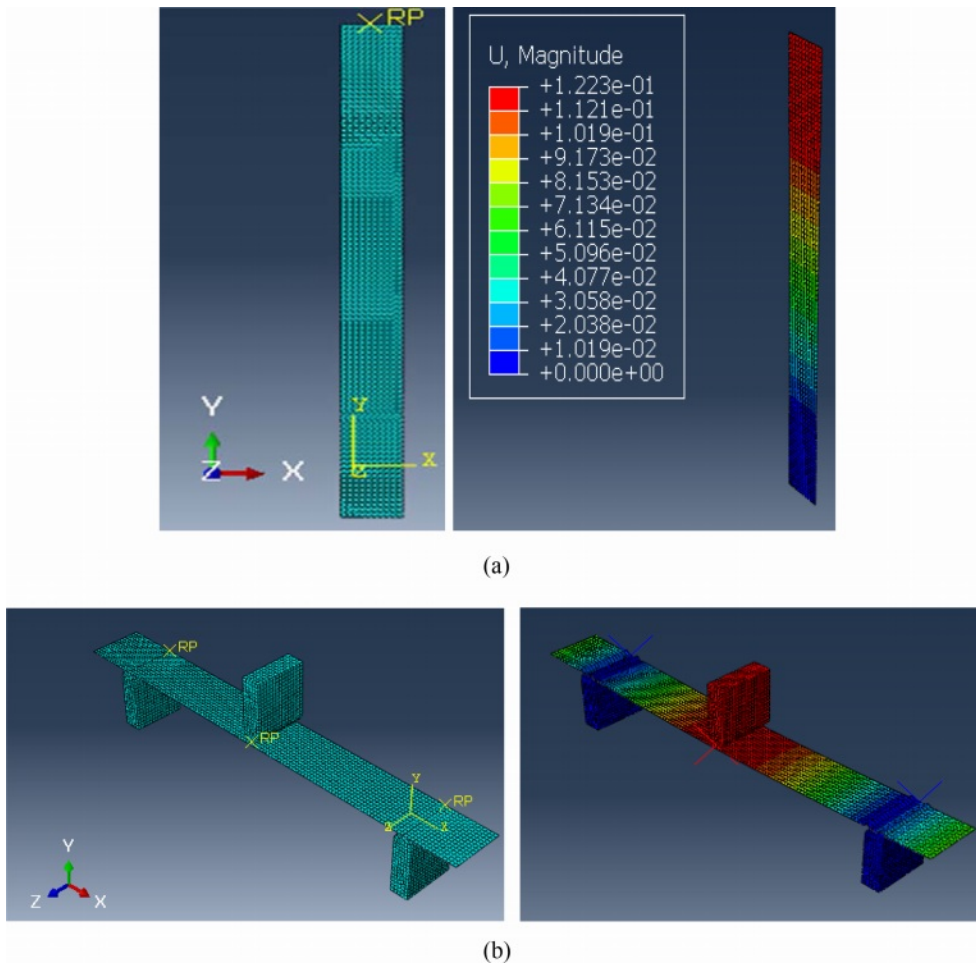 RP
U, Magnitude
+1.223e-01
+1.121e-01
+1.019e-01
+9.173e-02
+8.153e-02
+7.134e-02
+6.115e-02
+5.096e-02
+4.077e-02
+3.058e-02
+2.038e-02
+1.019e-02
+0.000e+00
Y
X
Z
Y
X
Z
(a)
RP
RP
RP
Y
X
Z
Y
Z
X
(b)